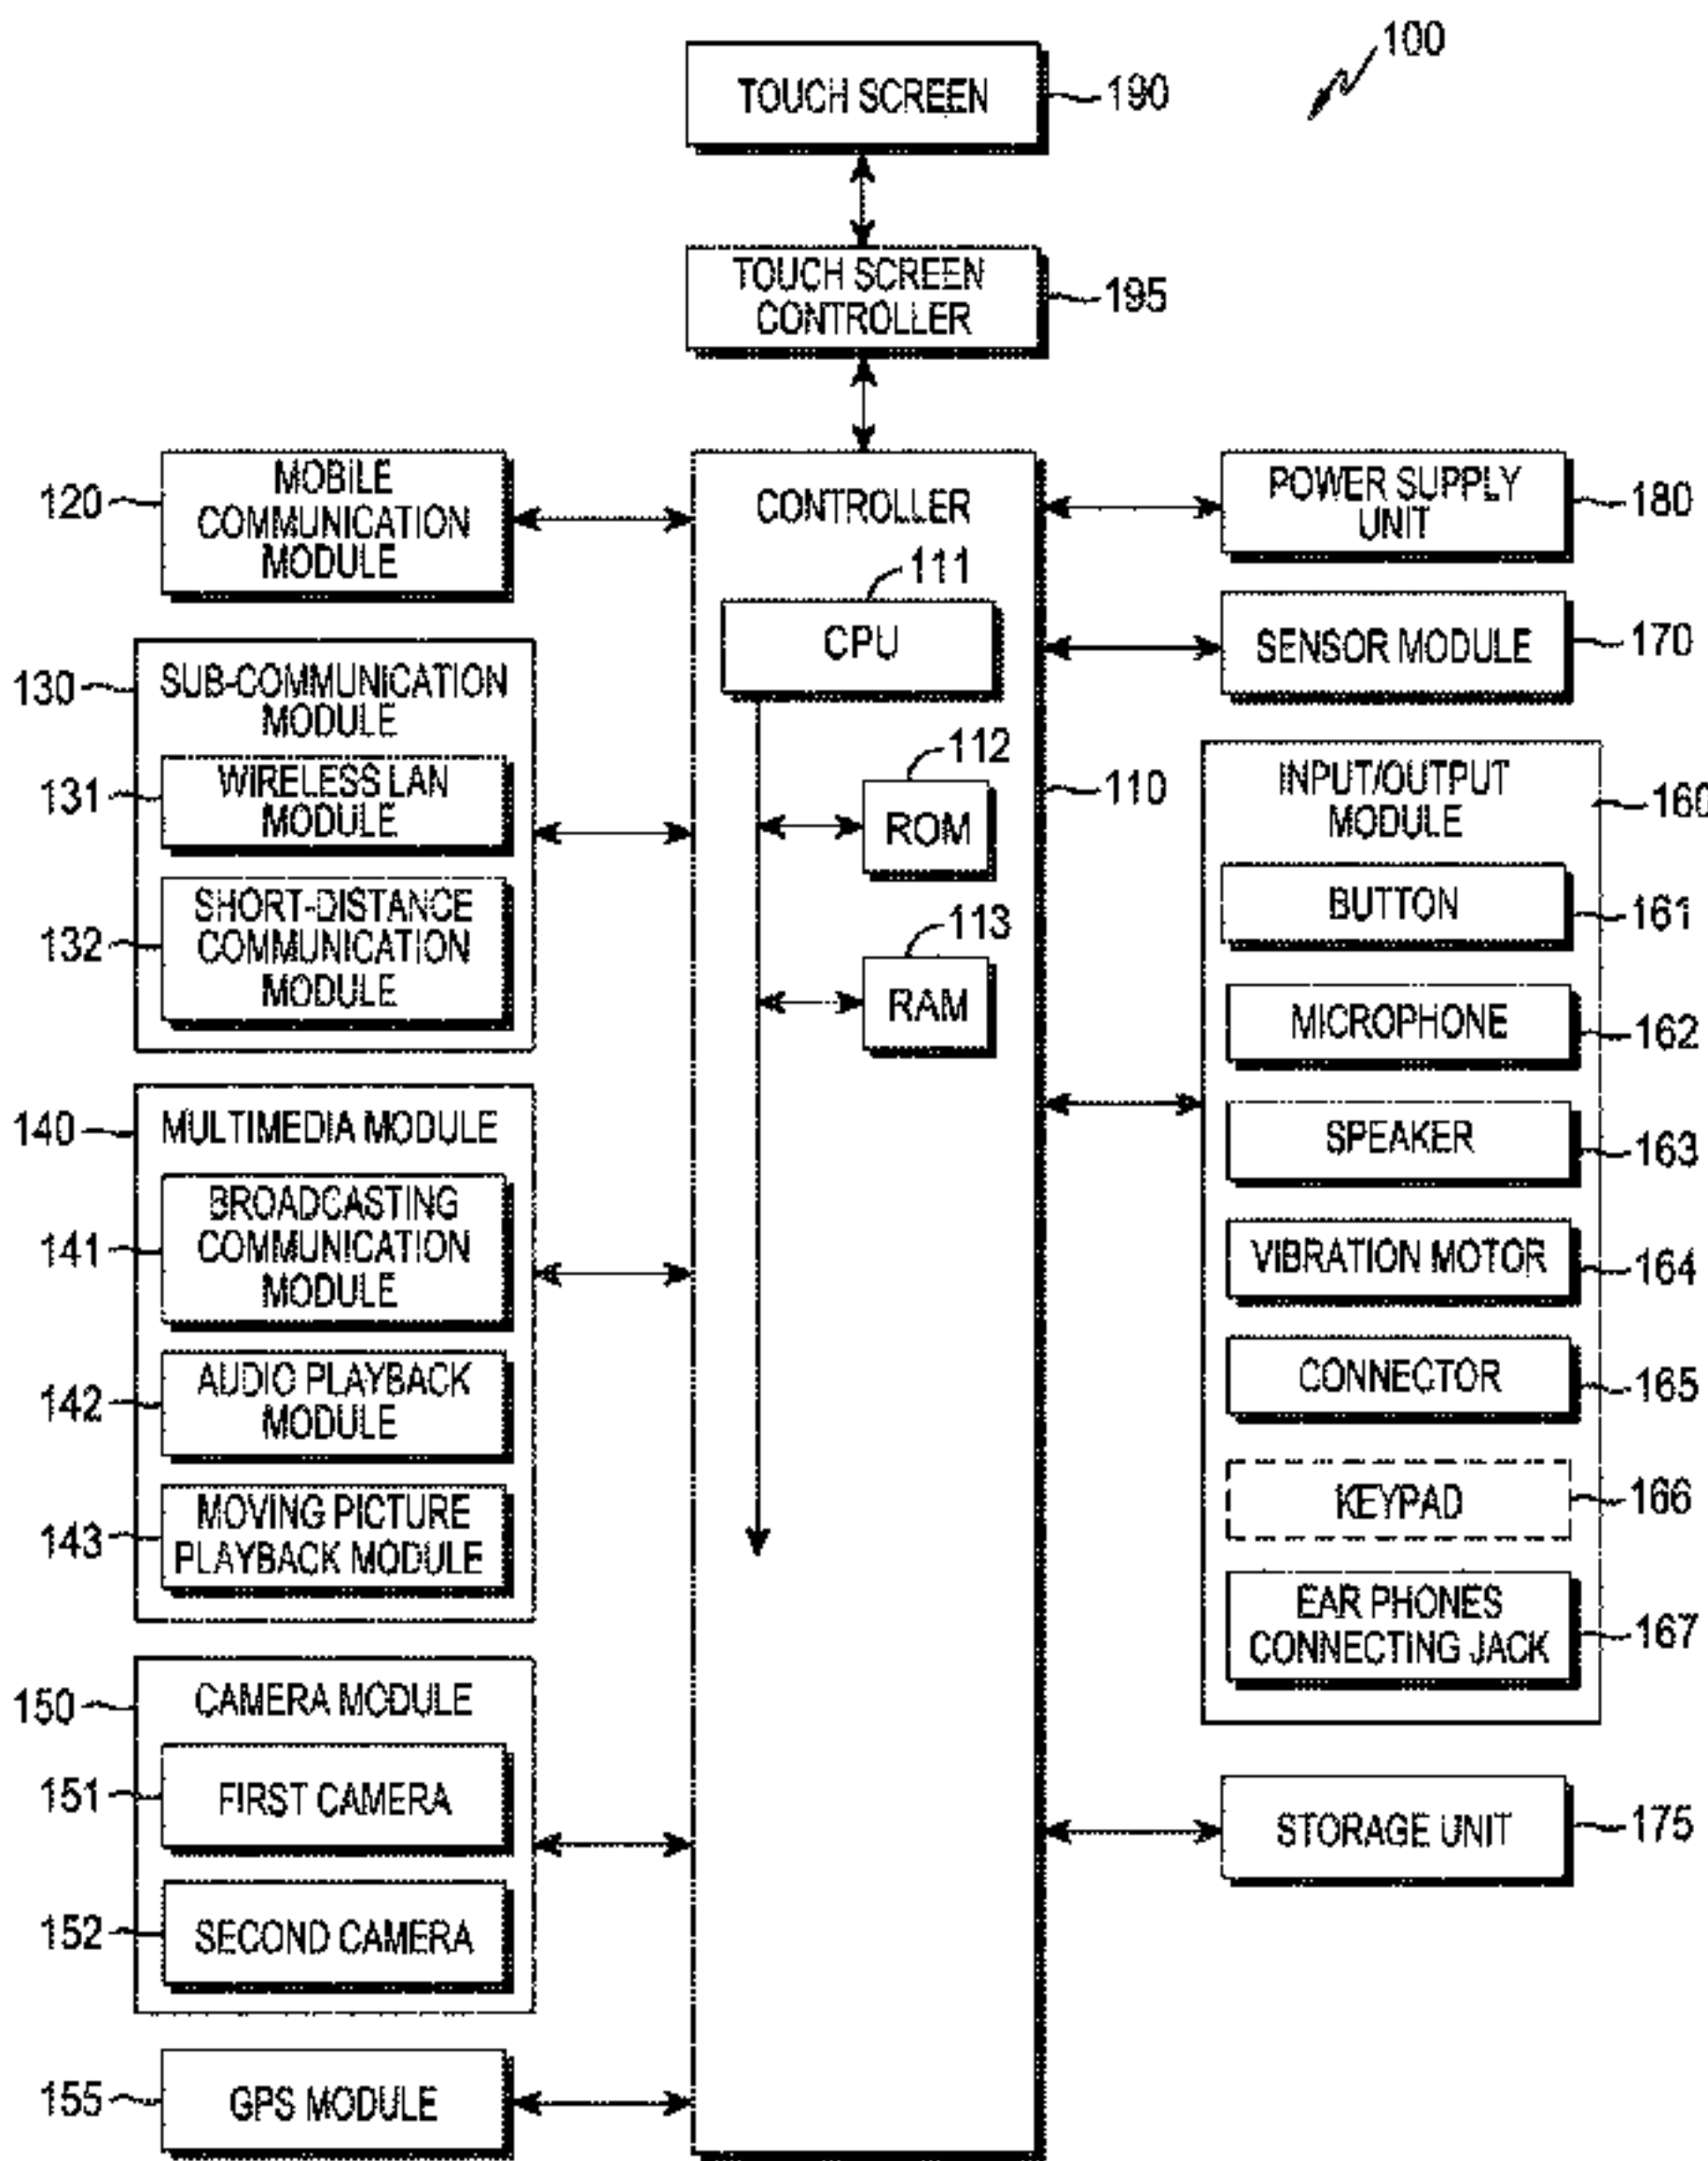 100
TOUCH SCREEN
190
TOUCH SCREEN
CONTROLLER
195
120
MOBILE
COMMUNICATION
MODULE
130
SUB-COMMUNICATION
MODULE
131
WIRELESS LAN
MODULE
132
SHORT-DISTANCE
COMMUNICATION
MODULE
140
MULTIMEDIA MODULE
141
BROADCASTING
COMMUNICATION
MODULE
142
AUDIO PLAYBACK
MODULE
143
MOVING PICTURE
PLAYBACK MODULE
150
CAMERA MODULE
151
FIRST CAMERA
152
SECOND CAMERA
155
GPS MODULE
CONTROLLER
111
CPU
112
ROM
113
RAM
110
POWER SUPPLY
UNIT
180
SENSOR MODULE
170
INPUT/OUTPUT
MODULE
160
BUTTON
161
MICROPHONE
162
SPEAKER
163
VIBRATION MOTOR
164
CONNECTOR
165
KEYPAD
166
EAR PHONES
CONNECTING JACK
167
STORAGE UNIT
175